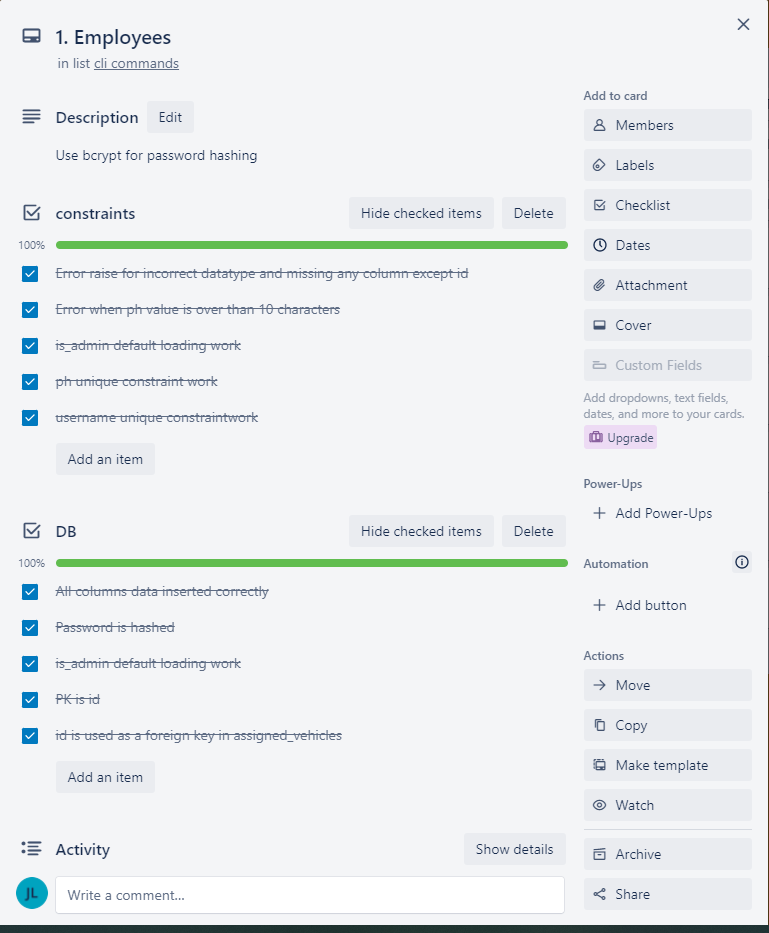 1. Employees
in list cli commands
Description
Edit
Use bcrypt for password hashing
constraints
Hide checked items
Delete
100%
Error raise for incorrect datatype and missing any column except id
Error when ph value is over than 10 characters
is_admin default loading work
ph unique constraint work
username unique constraintwork
Add an item
DB
Hide checked items
Delete
100%
All columns data inserted correctly
Password is hashed
is_admin default loading work
PK is id
id is used as a foreign key in assigned_vehicles
Add an item
Activity
Show details
JL
Write a comment...
Add to card
Members
Labels
Checklist
Dates
Attachment
Cover
Custom Fields
Add dropdowns, text fields,
dates, and more to your cards.
Upgrade
Power-Ups
Add Power-Ups
Automation
Add button
Actions
Move
Copy
Make template
Watch
Archive
Share